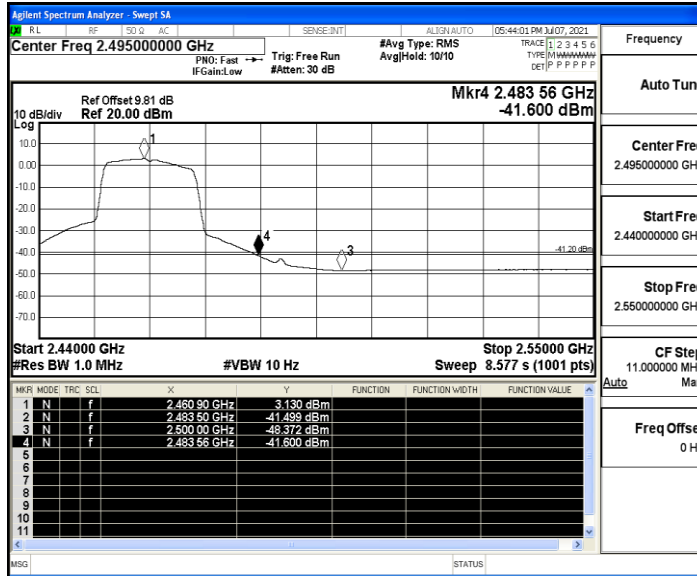 Agilent Spectrum Analyzer - Swept SA
RL RF 50 Ω AC SENSE:INT ALIGN AUTO 05:44:01 PM Jul 07, 2021
Center Freq 2.495000000 GHz
PNO: Fast
IFGain:Low
Trig: Free Run
#Atten: 30 dB
#Avg Type: RMS
Avg|Hold: 10/10
TRACE 1 2 3 4 5 6
TYPE M W W W W W
DET P P P P P P
Ref Offset 9.81 dB
Ref 20.00 dBm
10 dB/div
Log
Mkr4 2.483 56 GHz
-41.600 dBm
10.0
0.00
-10.0
-20.0
-30.0
-40.0
-50.0
-60.0
-70.0
1
4
3
-41.20 dBm
Start 2.44000 GHz
Stop 2.55000 GHz
#Res BW 1.0 MHz
#VBW 10 Hz
Sweep 8.577 s (1001 pts)
MKR MODE TRC SCL X Y FUNCTION FUNCTION WIDTH FUNCTION VALUE
1 N f 2.460 90 GHz 3.130 dBm
2 N f 2.483 50 GHz -41.499 dBm
3 N f 2.500 00 GHz -48.372 dBm
4 N f 2.483 56 GHz -41.600 dBm
5
6
7
8
9
10
11
MSG
STATUS
Frequency
Auto Tun
Center Fre
2.495000000 GH
Start Fre
2.440000000 GH
Stop Fre
2.550000000 GH
CF Ste
11.000000 MH
Auto Ma
Freq Offse
0 H